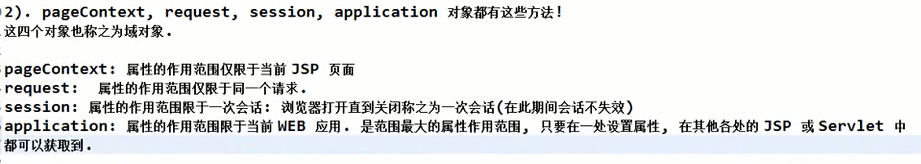 2). pageContext, request, session, application 对象都有这些方法!
这四个对象也称之为域对象.
pageContext: 属性的作用范围仅限于当前 JSP 页面
request: 属性的作用范围仅限于同一个请求.
session: 属性的作用范围限于一次会话: 浏览器打开直到关闭称之为一次会话(在此期间会话不失效)
application: 属性的作用范围限于当前 WEB 应用. 是范围最大的属性作用范围, 只要在一处设置属性, 在其他各处的 JSP 或 Servlet 中
都可以获取到.